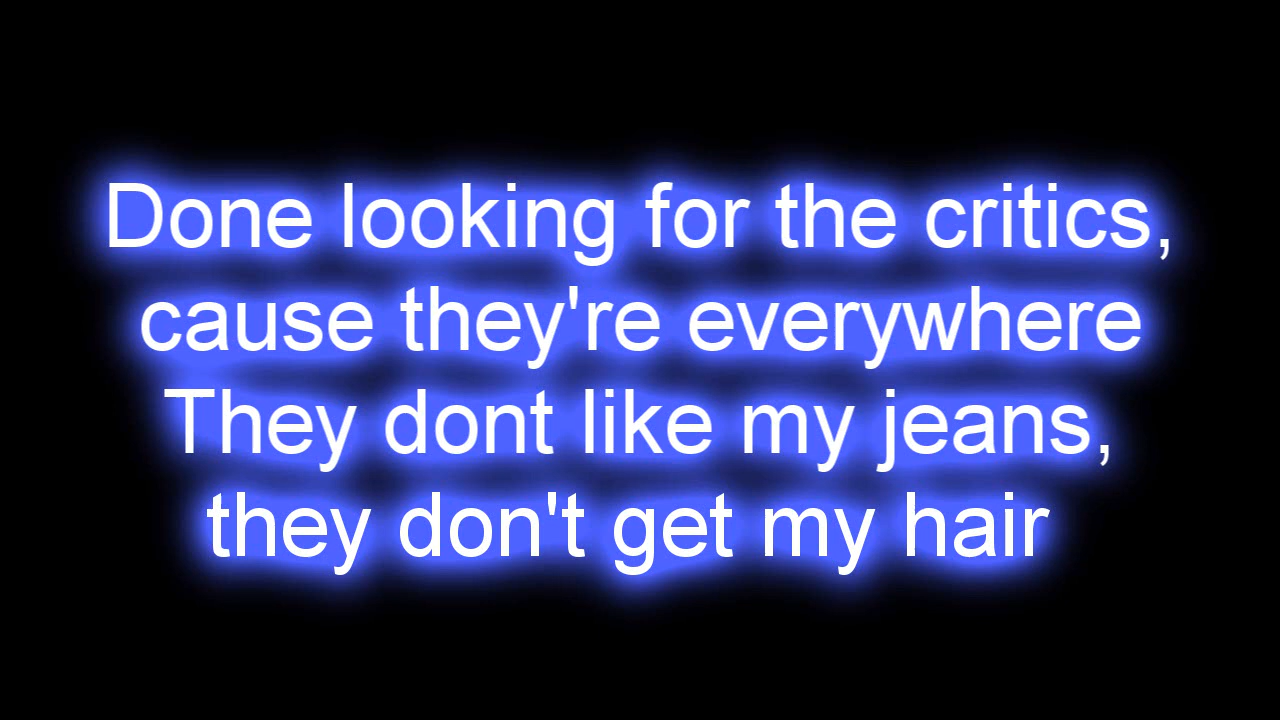 Done looking for the critics,
cause they're everywhere
They dont like my jeans,
they don't get my hair